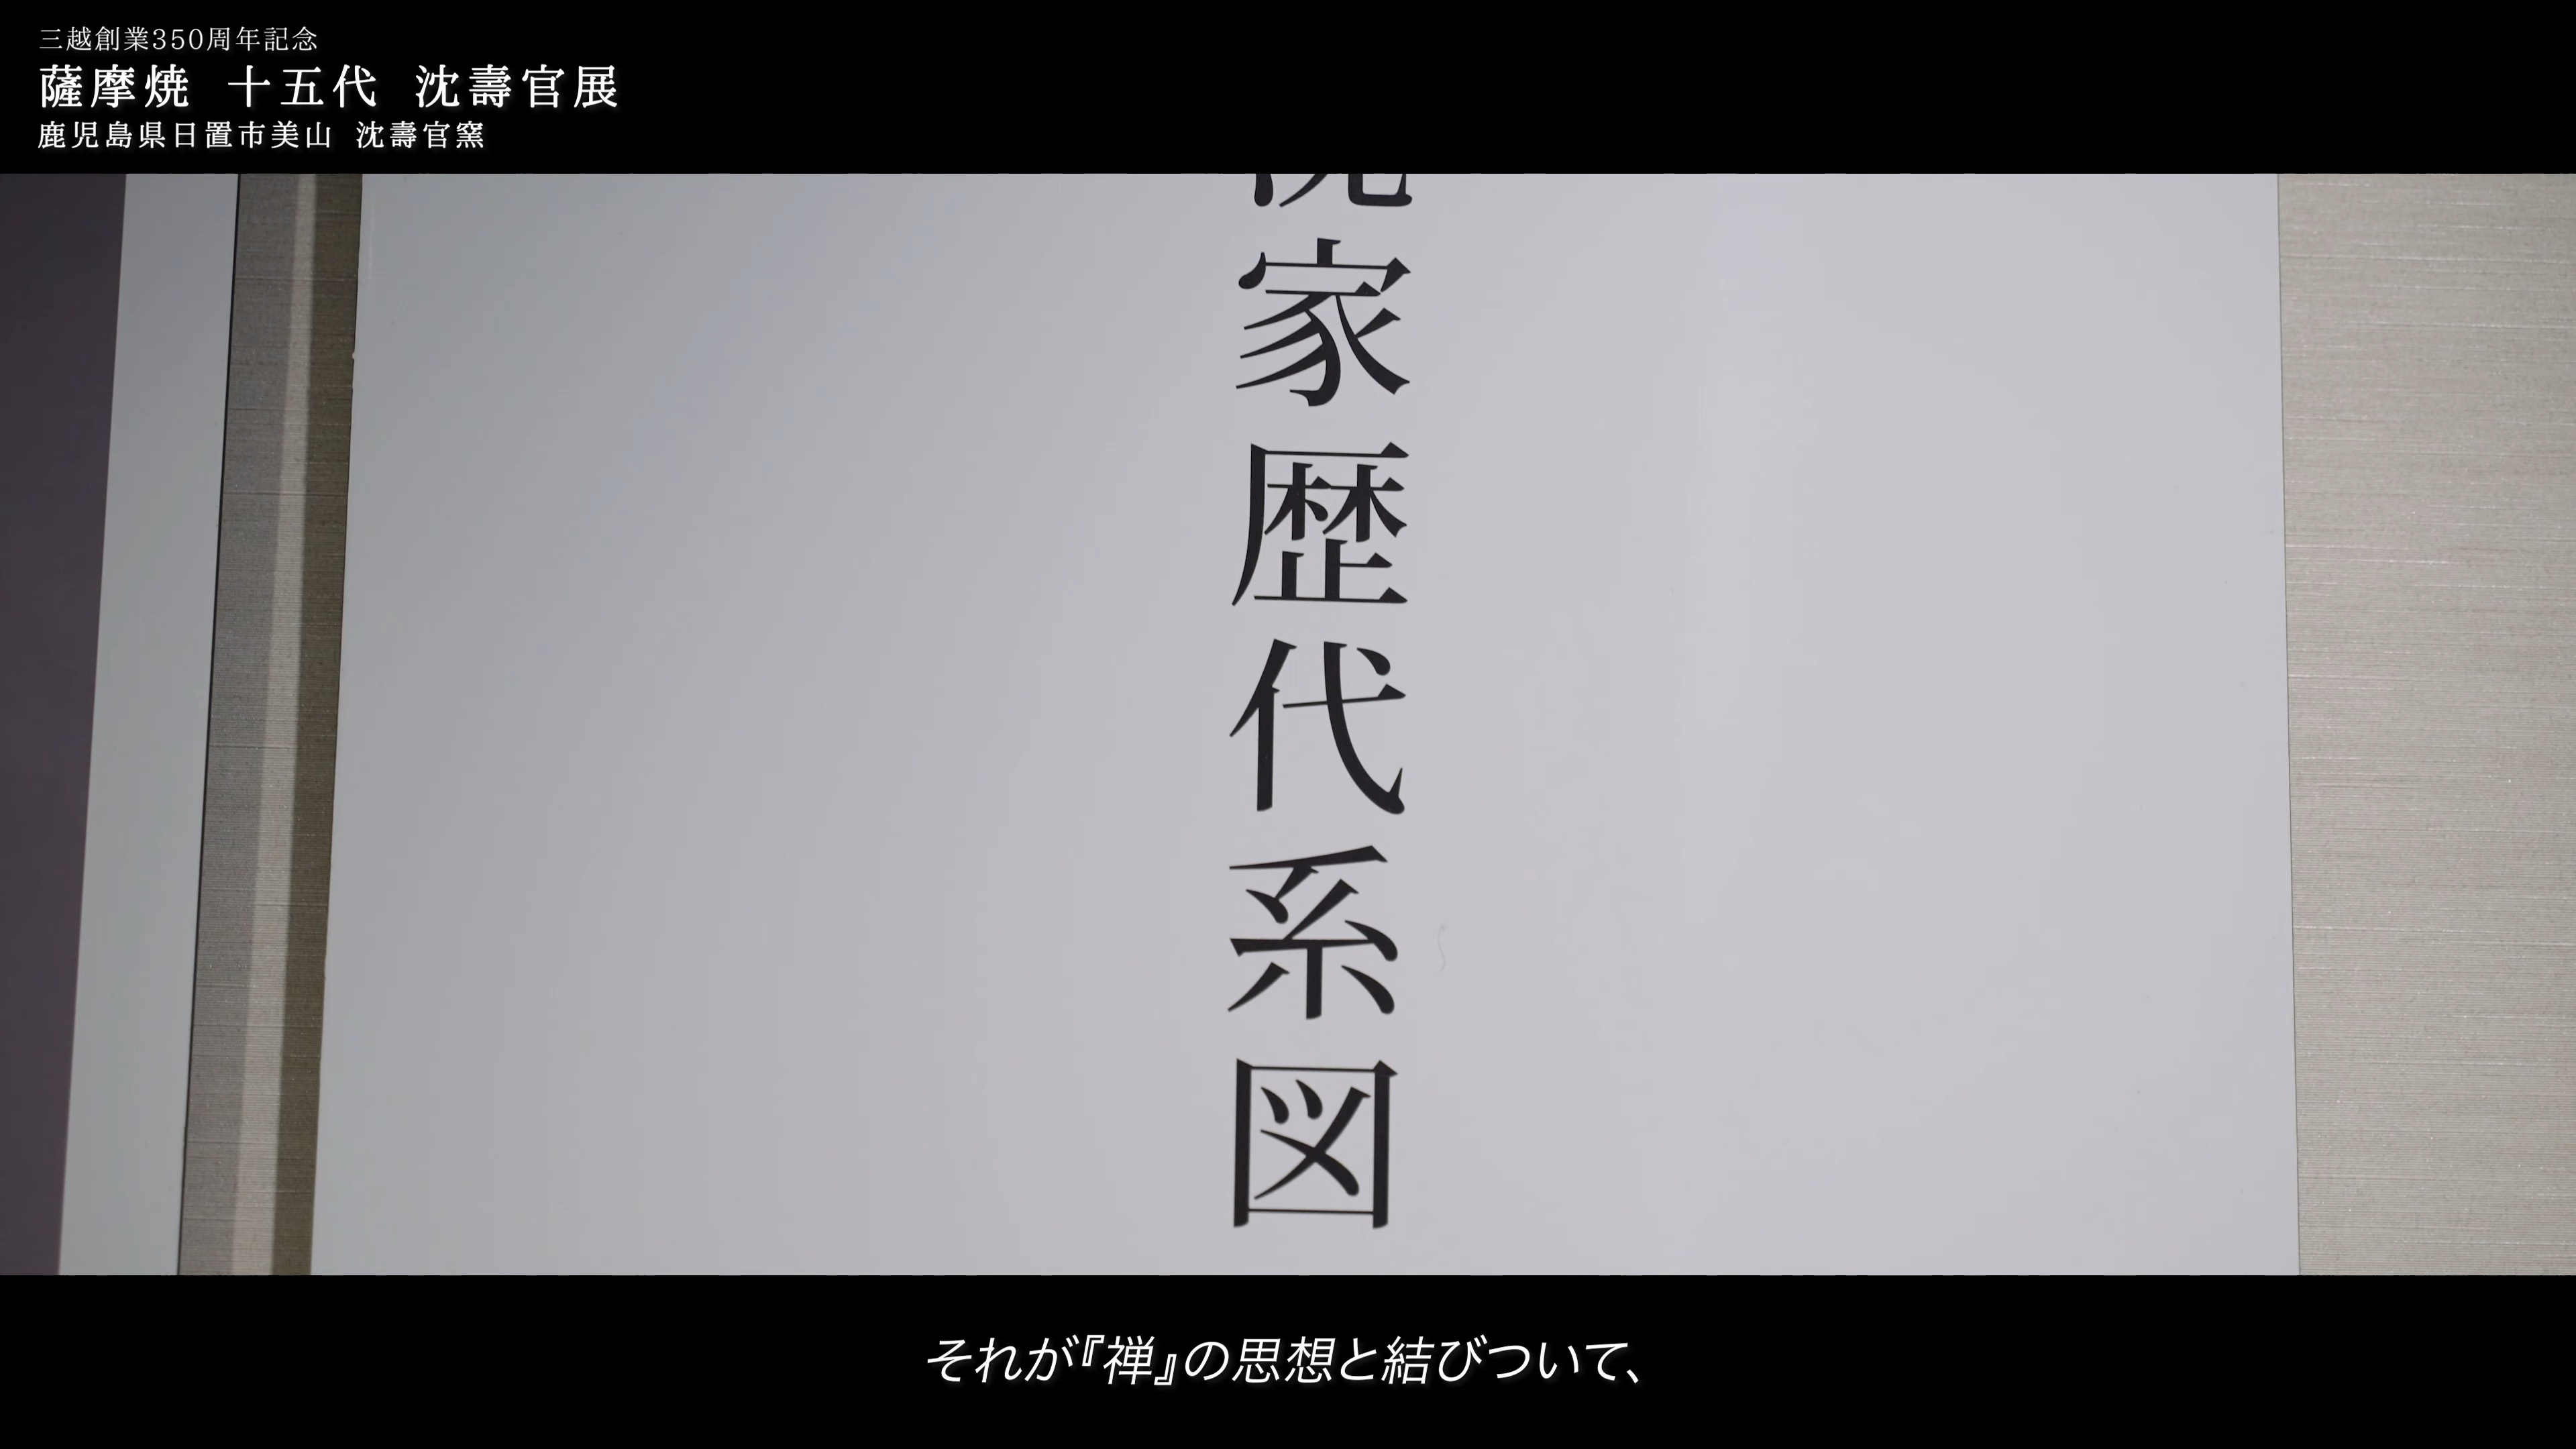 三越創業350周年記念
薩摩焼 十五代 沈壽官展
鹿児島県日置市美山 沈壽官窯
家歴代系図
それが『禅』の思想と結びついて、